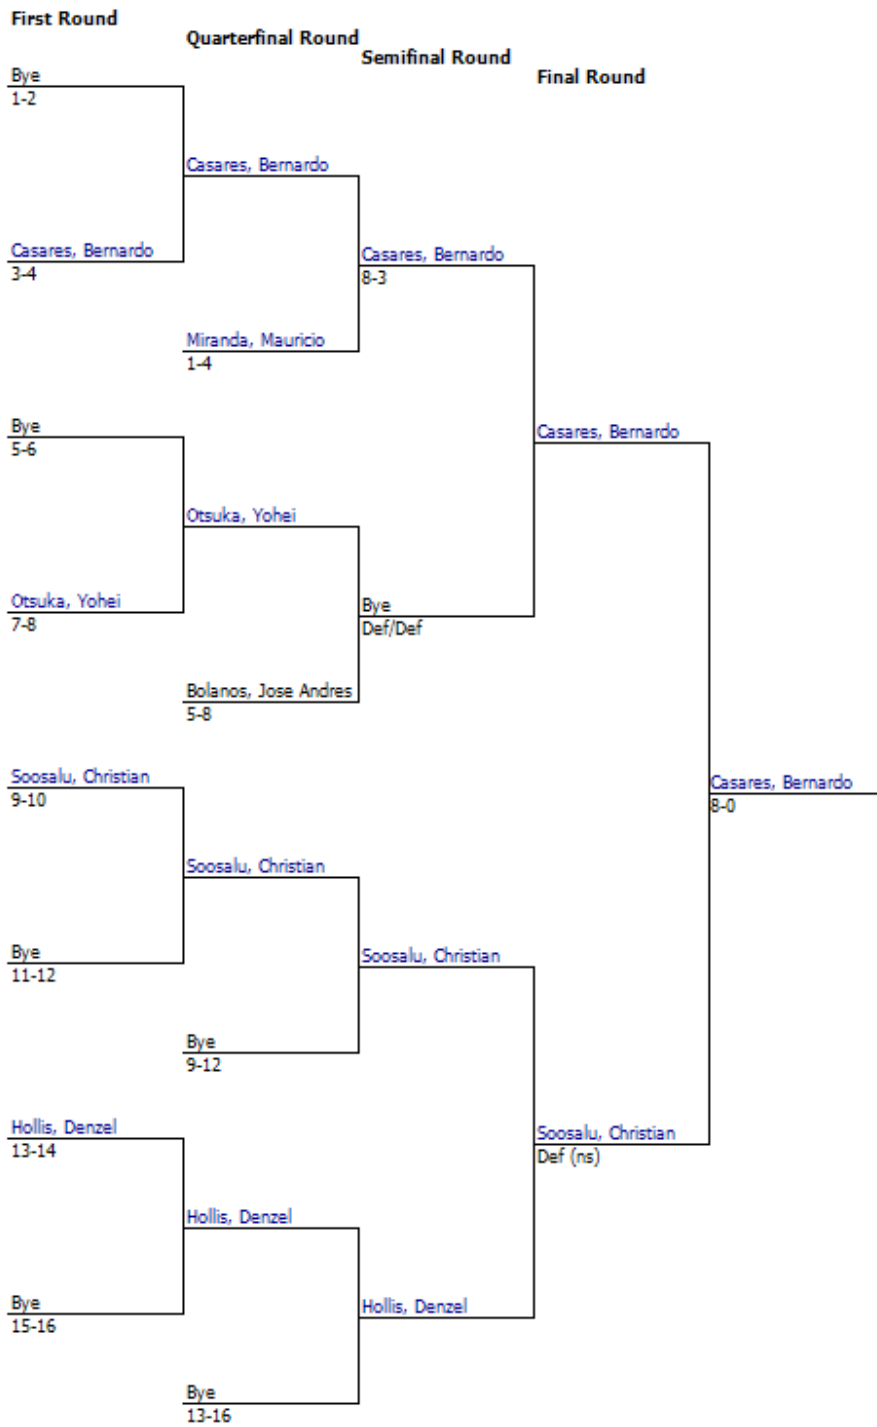 First Round
Quarterfinal Round
Semifinal Round
Final Round
Bye
1-2
Casares, Bernardo
Casares, Bernardo
3-4
Casares, Bernardo
8-3
Miranda, Mauricio
1-4
Bye
5-6
Casares, Bernardo
Otsuka, Yohei
Otsuka, Yohei
7-8
Bye
Def/Def
Bolanos, Jose Andres
5-8
Soosalu, Christian
9-10
Casares, Bernardo
8-0
Soosalu, Christian
Bye
11-12
Soosalu, Christian
Bye
9-12
Hollis, Denzel
13-14
Soosalu, Christian
Def (ns)
Hollis, Denzel
Bye
15-16
Hollis, Denzel
Bye
13-16